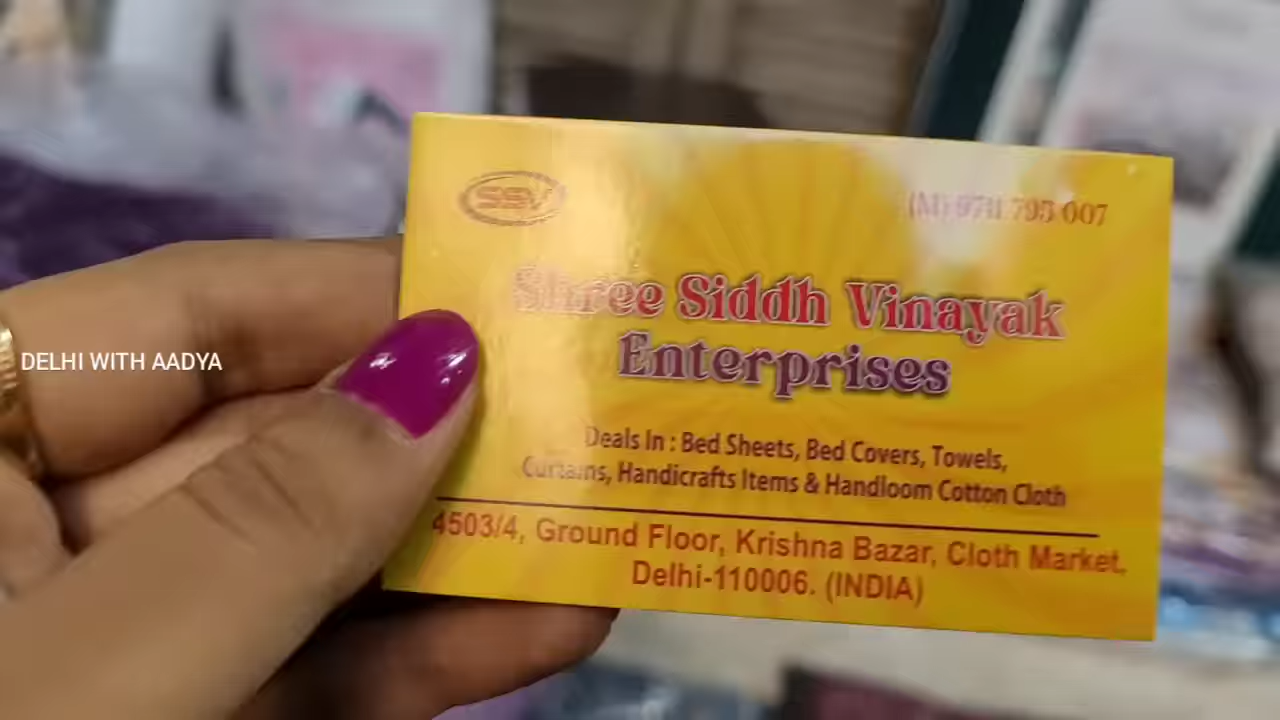 SSV
(M) 9711 795 007
Shree Siddh Vinayak
Enterprises
Deals In : Bed Sheets, Bed Covers, Towels,
Curtains, Handicrafts Items & Handloom Cotton Cloth
4503/4, Ground Floor, Krishna Bazar, Cloth Market,
Delhi-110006. (INDIA)
DELHI WITH AADYA